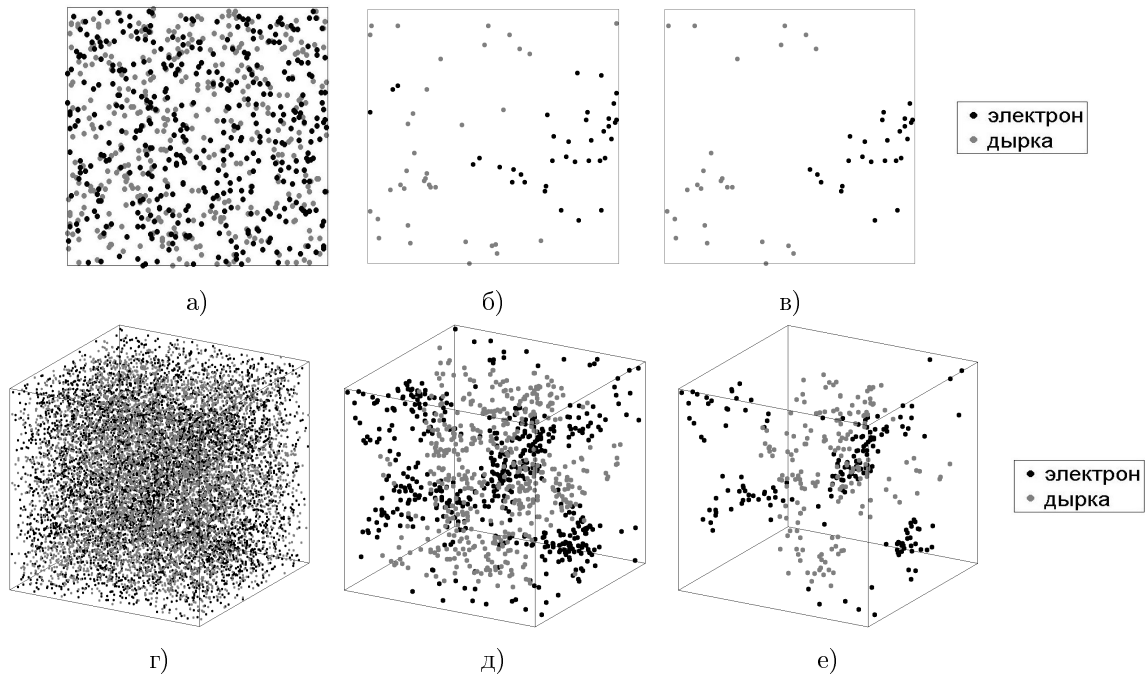 электрон
дырка
а)
б)
в)
электрон
дырка
г)
д)
е)